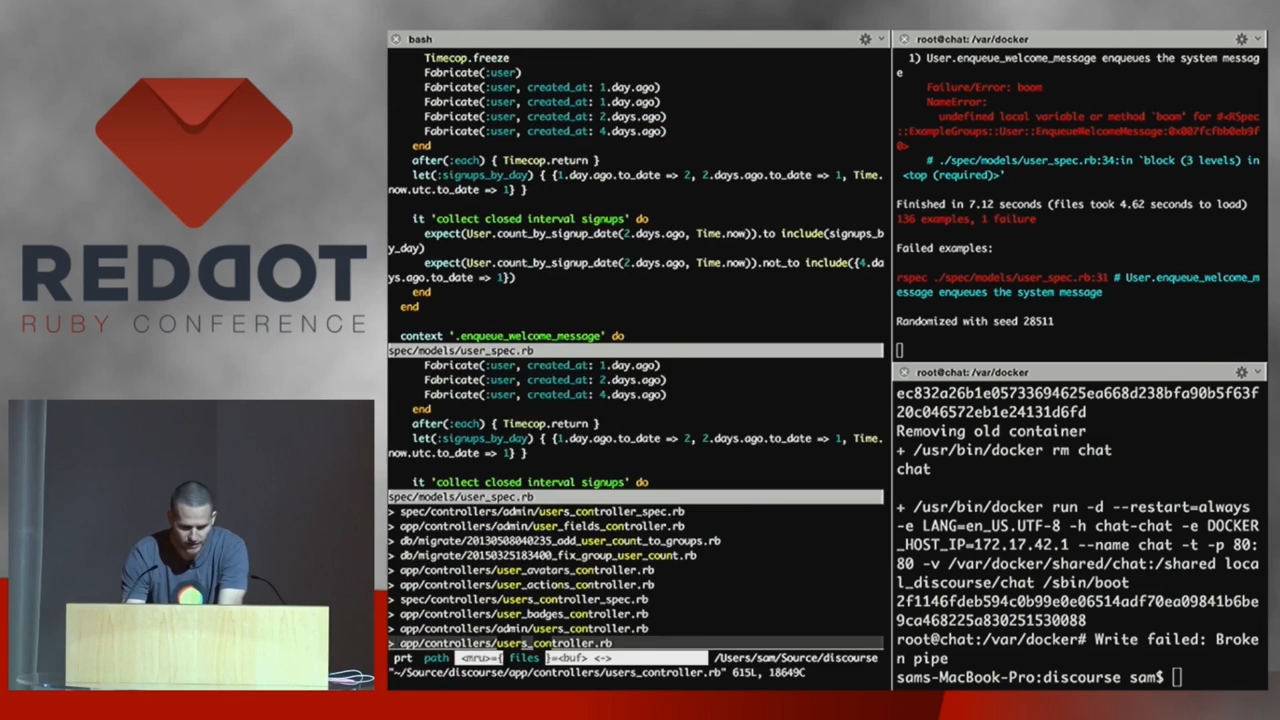 REDDOT
RUBY CONFERENCE
bash
Timecop.freeze
Fabricate(:user)
Fabricate(:user, created_at: 1.day.ago)
Fabricate(:user, created_at: 1.day.ago)
Fabricate(:user, created_at: 2.day.ago)
Fabricate(:user, created_at: 4.day.ago)
end
after(:each) { Timecop.return }
let(:signups_by_day) { {1.day.ago.to_date => 2, 2.days.ago.to_date => 1, Time.
now.utc.to_date => 1} }
it 'collect closed interval signups' do
expect(User.count_by_signup_date(2.days.ago, Time.now)).to include(signups_b
y_day)
expect(User.count_by_signup_date(2.days.ago, Time.now)).not_to include({4.da
ys.ago.to_date => 1})
end
end
context '.enqueue_welcome_message' do
spec/models/user_spec.rb
Fabricate(:user, created_at: 1.day.ago)
Fabricate(:user, created_at: 2.day.ago)
Fabricate(:user, created_at: 4.day.ago)
end
after(:each) { Timecop.return }
let(:signups_by_day) { {1.day.ago.to_date => 2, 2.days.ago.to_date => 1, Time.
now.utc.to_date => 1} }
it 'collect closed interval signups' do
spec/models/user_spec.rb
> spec/controllers/admin/users_controller_spec.rb
> app/controllers/admin/user_fields_controller.rb
> db/migrate/20130508040235_add_user_count_to_groups.rb
> db/migrate/20150325183400_fix_group_user_count.rb
> app/controllers/user_avatars_controller.rb
> app/controllers/user_actions_controller.rb
> spec/controllers/users_controller_spec.rb
> app/controllers/user_badges_controller.rb
> app/controllers/admin/users_controller.rb
> app/controllers/users_controller.rb
prt path <mru>={ files }=<buf> <-> /Users/sam/Source/discourse
"~/Source/discourse/app/controllers/users_controller.rb" 615L, 18649C
root@chat: /var/docker
1) User.enqueue_welcome_message enqueues the system messag
e
Failure/Error: boom
NameError:
undefined local variable or method `boom' for #<RSpec
::ExampleGroups::User::EnqueueWelcomeMessage:0x007fcfbb0eb9f
0>
# ./spec/models/user_spec.rb:34:in `block (3 levels) in
<top (required)>'
Finished in 7.12 seconds (files took 4.62 seconds to load)
136 examples, 1 failure
Failed examples:
rspec ./spec/models/user_spec.rb:31 # User.enqueue_welcome_m
essage enqueues the system message
Randomized with seed 28511
root@chat: /var/docker
ec832a26b1e05733694625ea668d238bfa90b5f63f
20c046572eb1e24131d6fd
Removing old container
+ /usr/bin/docker rm chat
chat
+ /usr/bin/docker run -d --restart=always
-e LANG=en_US.UTF-8 -h chat-chat -e DOCKER
_HOST_IP=172.17.42.1 --name chat -t -p 80:
80 -v /var/docker/shared/chat:/shared loca
l_discourse/chat /sbin/boot
2f1146fdeb594c0b99e0e06514adf70ea09841b6be
9ca468225a830251530088
root@chat:/var/docker# Write failed: Broke
n pipe
sams-MacBook-Pro:discourse sam$